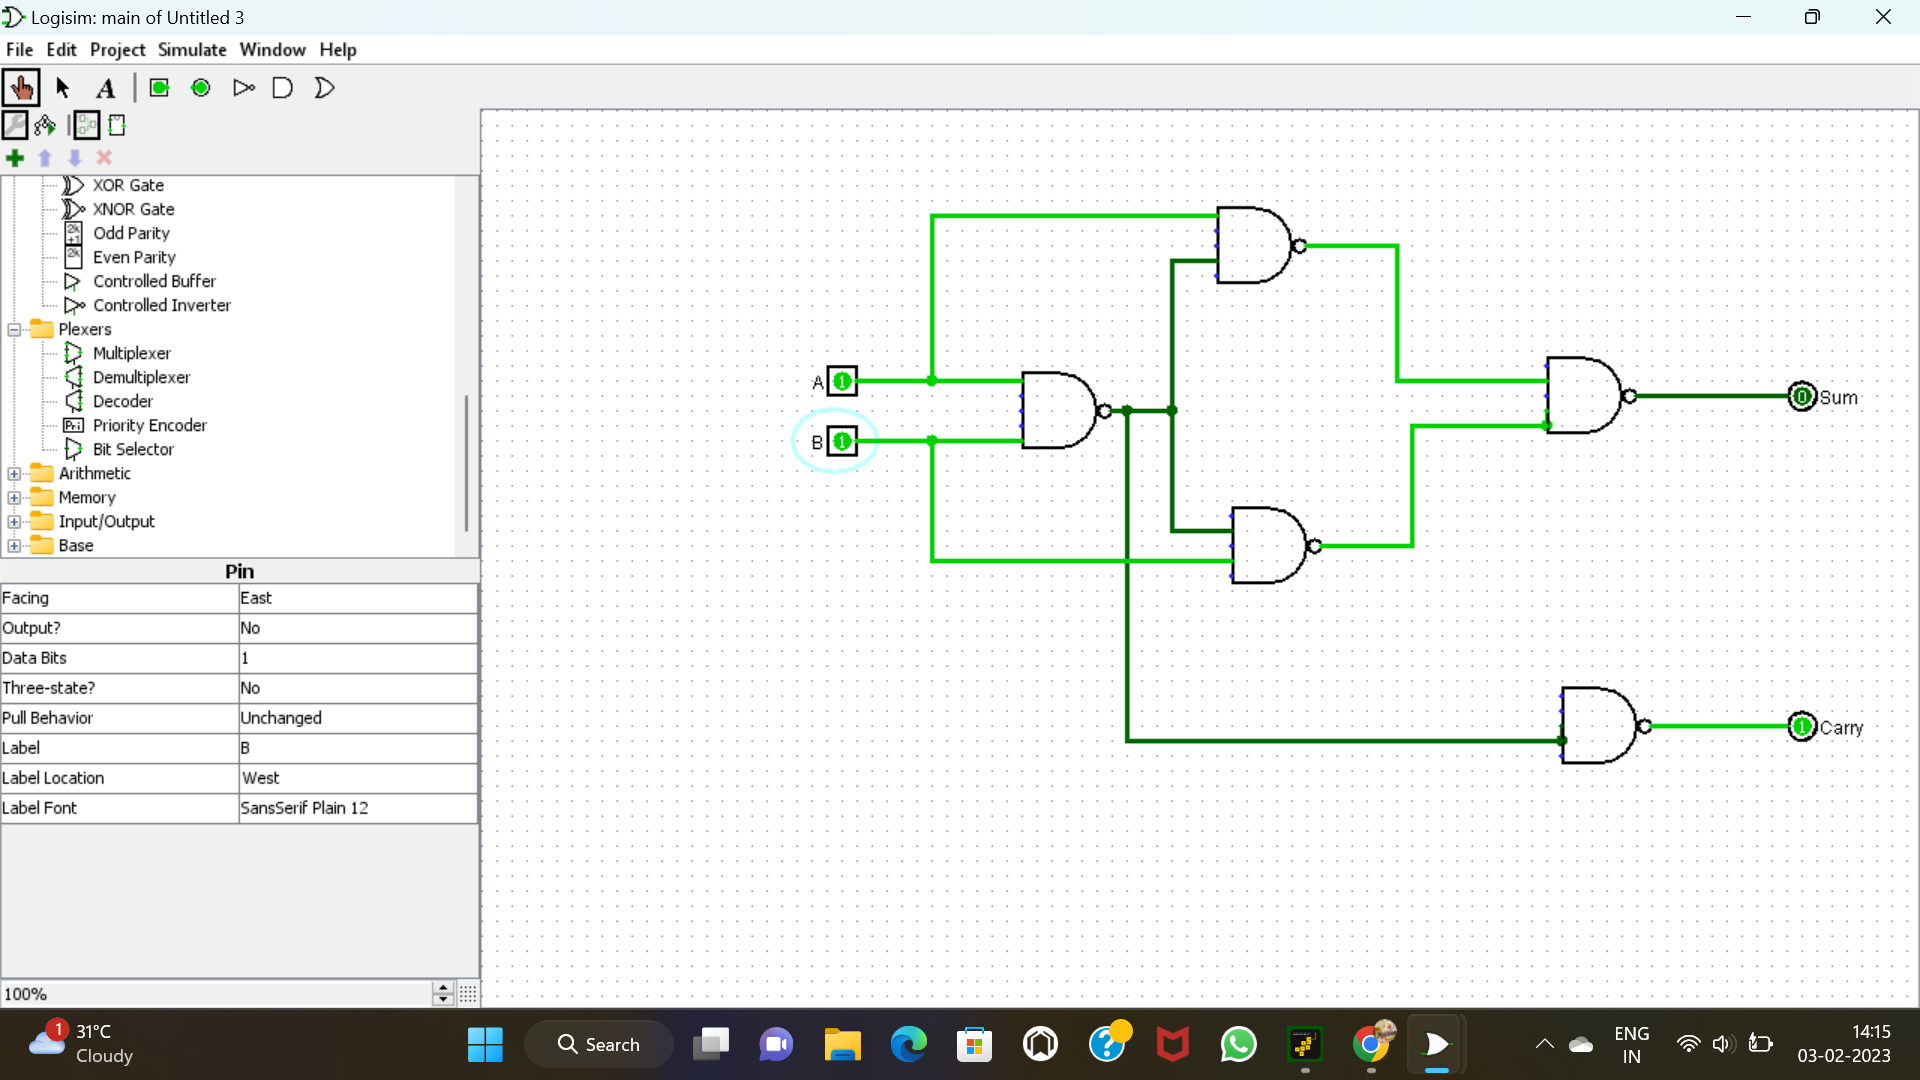 Logisim: main of Untitled 3
File Edit Project Simulate Window Help
A
XOR Gate
XNOR Gate
2k+1 Odd Parity
2k Even Parity
Controlled Buffer
Controlled Inverter
Plexers
Multiplexer
Demultiplexer
Decoder
Pri Priority Encoder
Bit Selector
Arithmetic
Memory
Input/Output
Base
Pin
Facing East
Output? No
Data Bits 1
Three-state? No
Pull Behavior Unchanged
Label B
Label Location West
Label Font SansSerif Plain 12
100%
A 1
B 1
0 Sum
1 Carry
1 31°C
Cloudy
Search
ENG
IN
14:15
03-02-2023